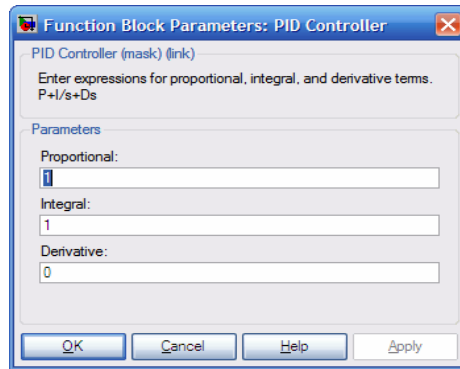 Function Block Parameters: PID Controller
PID Controller (mask) (link)
Enter expressions for proportional, integral, and derivative terms.
P+I/s+Ds
Parameters
Proportional:
1
Integral:
1
Derivative:
0
OK Cancel Help Apply